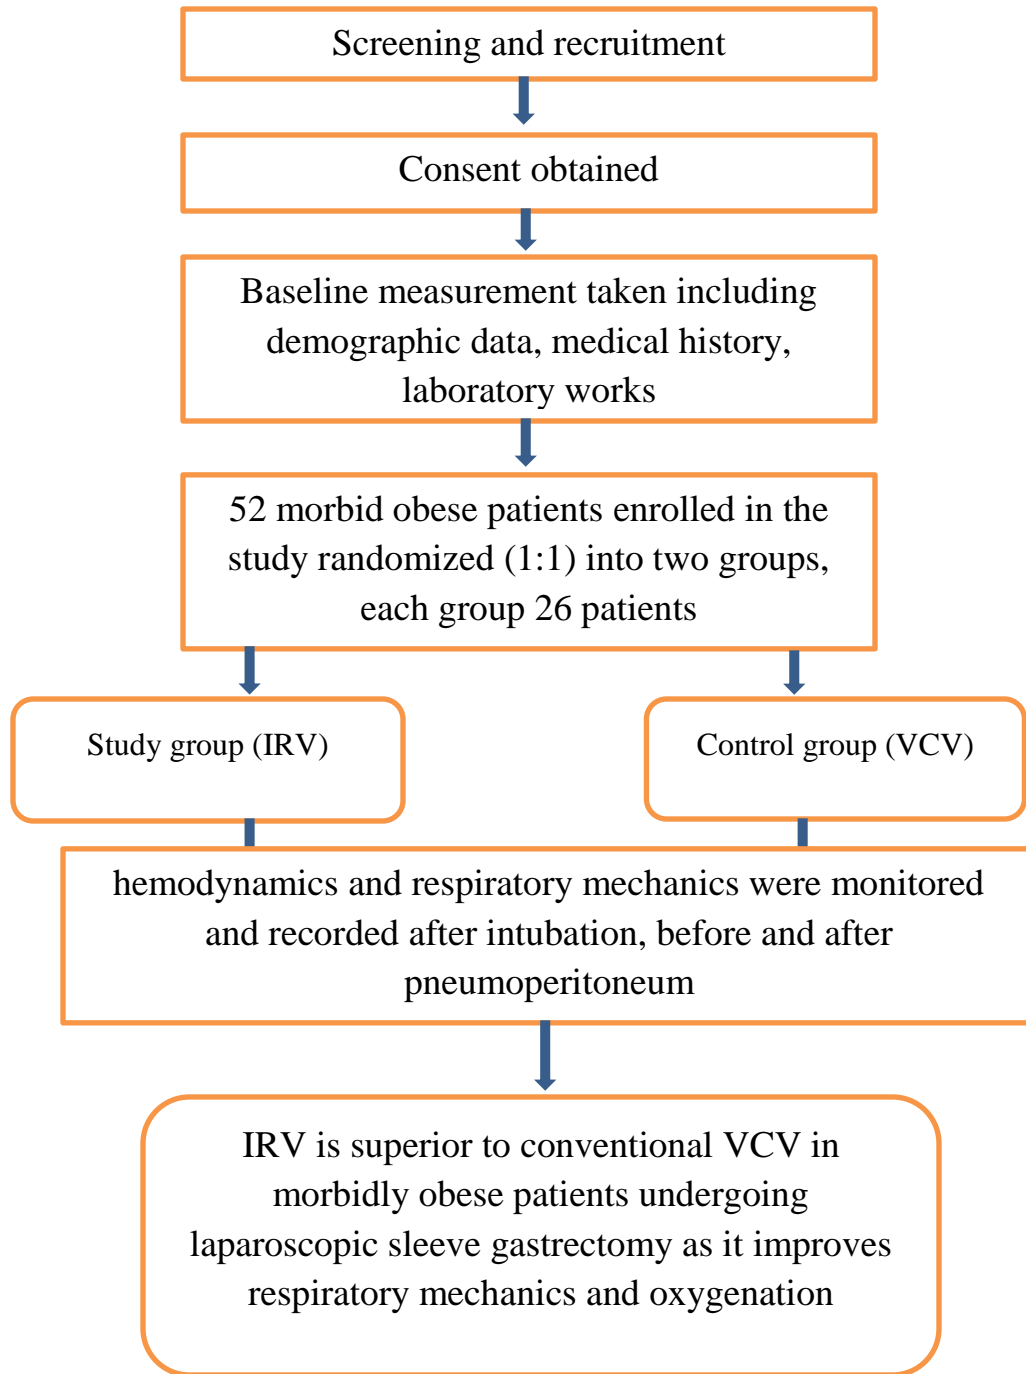 Screening and recruitment
Consent obtained
Baseline measurement taken including
demographic data, medical history,
laboratory works
52 morbid obese patients enrolled in the
study randomized (1:1) into two groups,
each group 26 patients
Study group (IRV)
Control group (VCV)
hemodynamics and respiratory mechanics were monitored
and recorded after intubation, before and after
pneumoperitoneum
IRV is superior to conventional VCV in
morbidly obese patients undergoing
laparoscopic sleeve gastrectomy as it improves
respiratory mechanics and oxygenation